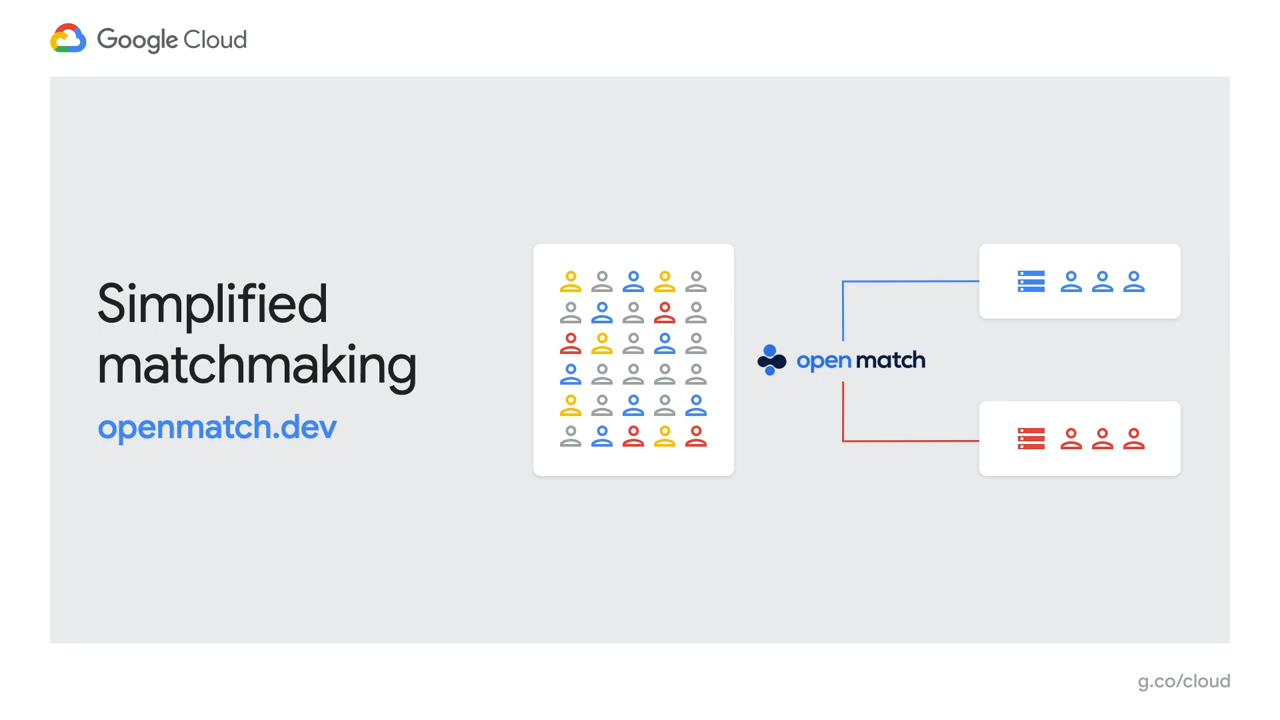 Google Cloud
Simplified
matchmaking
openmatch.dev
open match
g.co/cloud